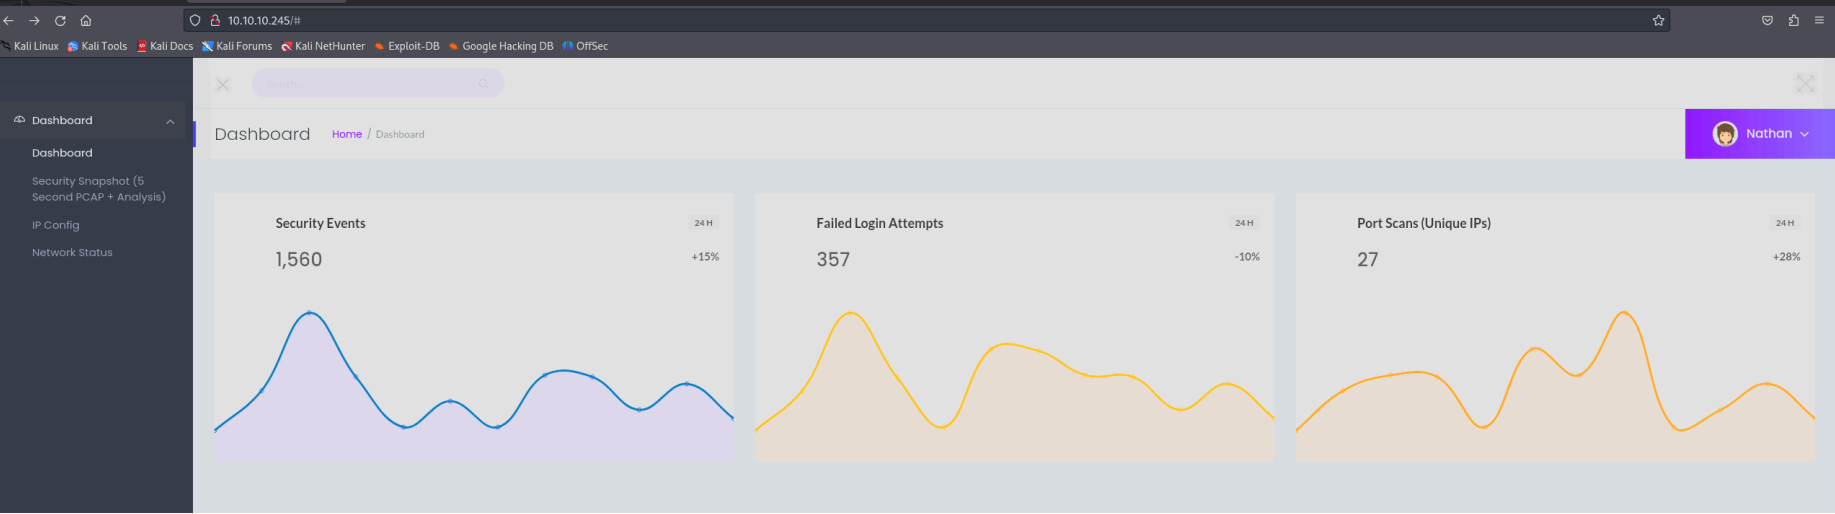 10.10.10.245/#
Kali Linux Kali Tools Kali Docs Kali Forums Kali NetHunter Exploit-DB Google Hacking DB OffSec
Search...
Dashboard
Dashboard
Security Snapshot (5
Second PCAP + Analysis)
IP Config
Network Status
Dashboard Home / Dashboard
Nathan
Security Events 24 H
1,560 +15%
Failed Login Attempts 24 H
357 -10%
Port Scans (Unique IPs) 24 H
27 +28%